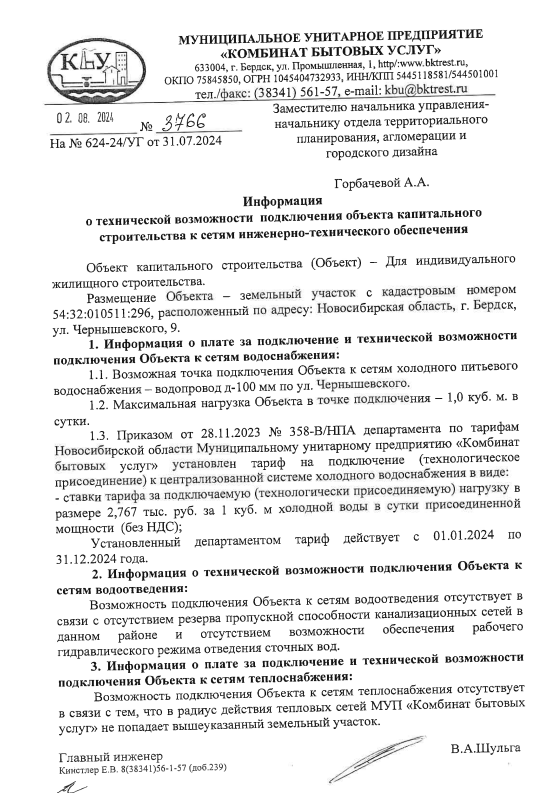 МУНИЦИПАЛЬНОЕ УНИТАРНОЕ ПРЕДПРИЯТИЕ
«КОМБИНАТ БЫТОВЫХ УСЛУГ»
633004, г. Бердск, ул. Промышленная, 1, http:/www.bktrest.ru,
ОКПО 75845850, ОГРН 1045404732933, ИНН/КПП 5445118581/544501001
тел./факс: (38341) 561-57, e-mail: kbu@bktrest.ru
КБУ
02. 08. 2024 № 3766
На № 624-24/УГ от 31.07.2024
Заместителю начальника управления-
начальнику отдела территориального
планирования, агломерации и
городского дизайна
Горбачевой А.А.
Информация
о технической возможности подключения объекта капитального
строительства к сетям инженерно-технического обеспечения
Объект капитального строительства (Объект) – Для индивидуального
жилищного строительства.
Размещение Объекта – земельный участок с кадастровым номером
54:32:010511:296, расположенный по адресу: Новосибирская область, г. Бердск,
ул. Чернышевского, 9.
1. Информация о плате за подключение и технической возможности
подключения Объекта к сетям водоснабжения:
1.1. Возможная точка подключения Объекта к сетям холодного питьевого
водоснабжения – водопровод д-100 мм по ул. Чернышевского.
1.2. Максимальная нагрузка Объекта в точке подключения – 1,0 куб. м. в
сутки.
1.3. Приказом от 28.11.2023 № 358-В/НПА департамента по тарифам
Новосибирской области Муниципальному унитарному предприятию «Комбинат
бытовых услуг» установлен тариф на подключение (технологическое
присоединение) к централизованной системе холодного водоснабжения в виде:
- ставки тарифа за подключаемую (технологически присоединяемую) нагрузку в
размере 2,767 тыс. руб. за 1 куб. м холодной воды в сутки присоединенной
мощности (без НДС);
Установленный департаментом тариф действует с 01.01.2024 по
31.12.2024 года.
2. Информация о технической возможности подключения Объекта к
сетям водоотведения:
Возможность подключения Объекта к сетям водоотведения отсутствует в
связи с отсутствием резерва пропускной способности канализационных сетей в
данном районе и отсутствием возможности обеспечения рабочего
гидравлического режима отведения сточных вод.
3. Информация о плате за подключение и технической возможности
подключения Объекта к сетям теплоснабжения:
Возможность подключения Объекта к сетям теплоснабжения отсутствует
в связи с тем, что в радиус действия тепловых сетей МУП «Комбинат бытовых
услуг» не попадает вышеуказанный земельный участок.
Главный инженер В.А.Шульга
Кинстлер Е.В. 8(38341)56-1-57 (доб.239)